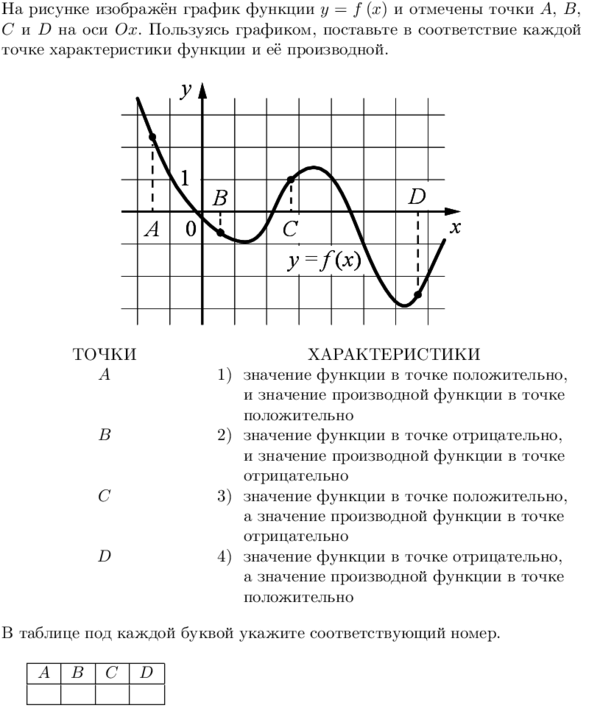 На рисунке изображён график функции y = f (x) и отмечены точки A, B,
C и D на оси Ox. Пользуясь графиком, поставьте в соответствие каждой
точке характеристики функции и её производной.
y
1
B
D
A
0
C
x
y = f(x)
ТОЧКИ ХАРАКТЕРИСТИКИ
A 1) значение функции в точке положительно,
и значение производной функции в точке
положительно
B 2) значение функции в точке отрицательно,
и значение производной функции в точке
отрицательно
C 3) значение функции в точке положительно,
а значение производной функции в точке
отрицательно
D 4) значение функции в точке отрицательно,
а значение производной функции в точке
положительно
В таблице под каждой буквой укажите соответствующий номер.
A B C D